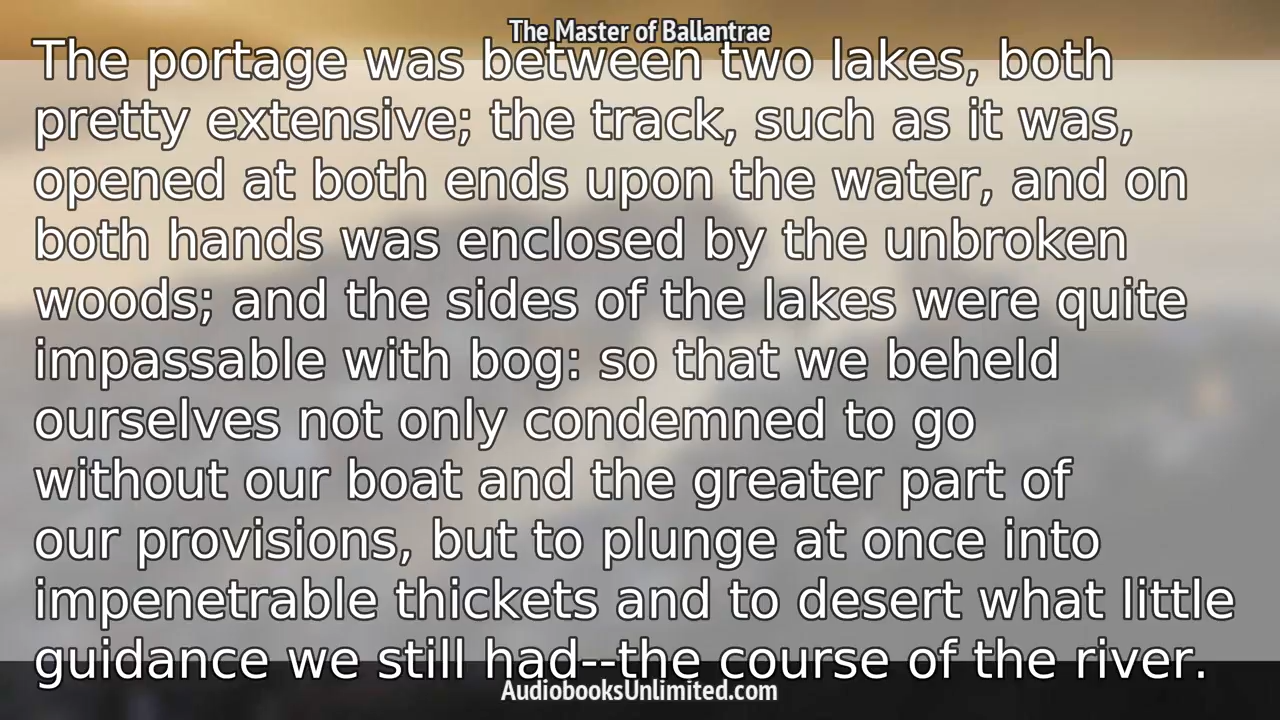 The Master of Ballantrae
The portage was between two lakes, both
pretty extensive; the track, such as it was,
opened at both ends upon the water, and on
both hands was enclosed by the unbroken
woods; and the sides of the lakes were quite
impassable with bog: so that we beheld
ourselves not only condemned to go
without our boat and the greater part of
our provisions, but to plunge at once into
impenetrable thickets and to desert what little
guidance we still had--the course of the river.
AudiobooksUnlimited.com